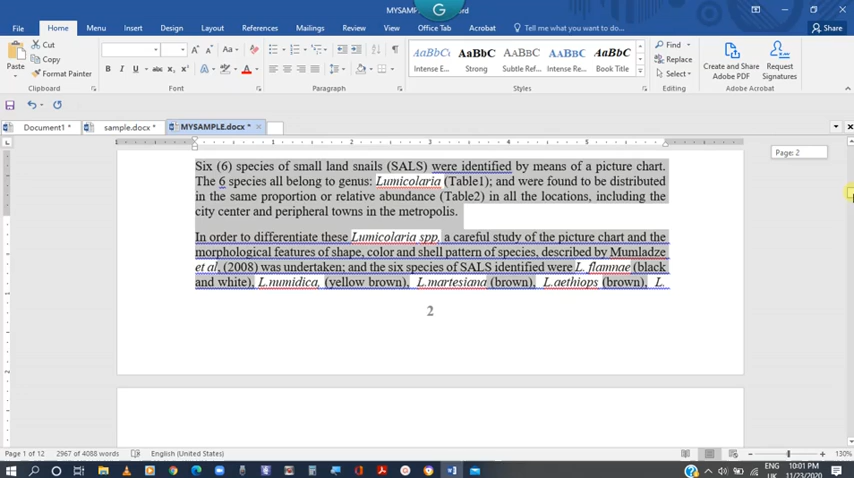 MYSAMP
rd
File
Home
Menu
Insert
Design
Layout
References
Mailings
Review
View
Office Tab
Acrobat
Tell me what you want to do...
Share
Paste
Cut
Copy
Format Painter
Clipboard
Font
Paragraph
AaBbCc AaBbCc AaBbCc AaBbCc AaBbCc
Intense E... Strong Subtle Ref... Intense Re... Book Title
Styles
Find
Replace
Select
Editing
Create and Share
Adobe PDF
Request
Signatures
Adobe Acrobat
Document1 *
sample.docx *
MYSAMPLE.docx *
Page: 2
Six (6) species of small land snails (SALS) were identified by means of a picture chart.
The 6 species all belong to genus: Lumicolaria (Table1); and were found to be distributed
in the same proportion or relative abundance (Table2) in all the locations, including the
city center and peripheral towns in the metropolis.
In order to differentiate these Lumicolaria spp, a careful study of the picture chart and the
morphological features of shape, color and shell pattern of species, described by Mumladze
et al, (2008) was undertaken; and the six species of SALS identified were L. flamnae (black
and white), L.numidica, (yellow brown), L.martesiana (brown), L.aethiops (brown), L.
2
Page 1 of 12
2967 of 4088 words
English (United States)
130%
ENG
UK
10:01 PM
11/23/2020